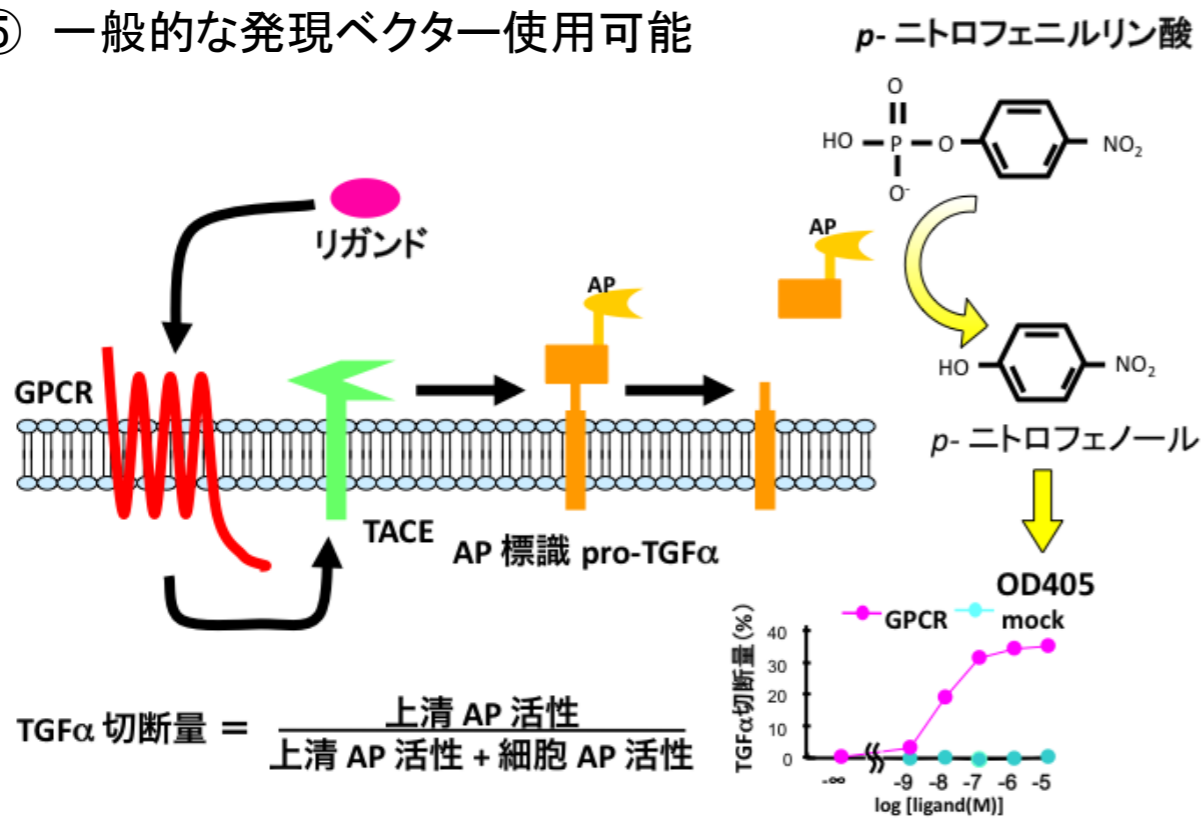 ⑤ 一般的な発現ベクター使用可能
p- ニトロフェニルリン酸
O
HO P O NO2
O-
リガンド
AP
AP
GPCR
HO NO2
p- ニトロフェノール
TACE
AP 標識 pro-TGFα
OD405
GPCR mock
TGFα切断量(%)
40
30
20
10
0
-∞ -9 -8 -7 -6 -5
log [ligand(M)]
TGFα 切断量 =
上清 AP 活性
上清 AP 活性 + 細胞 AP 活性